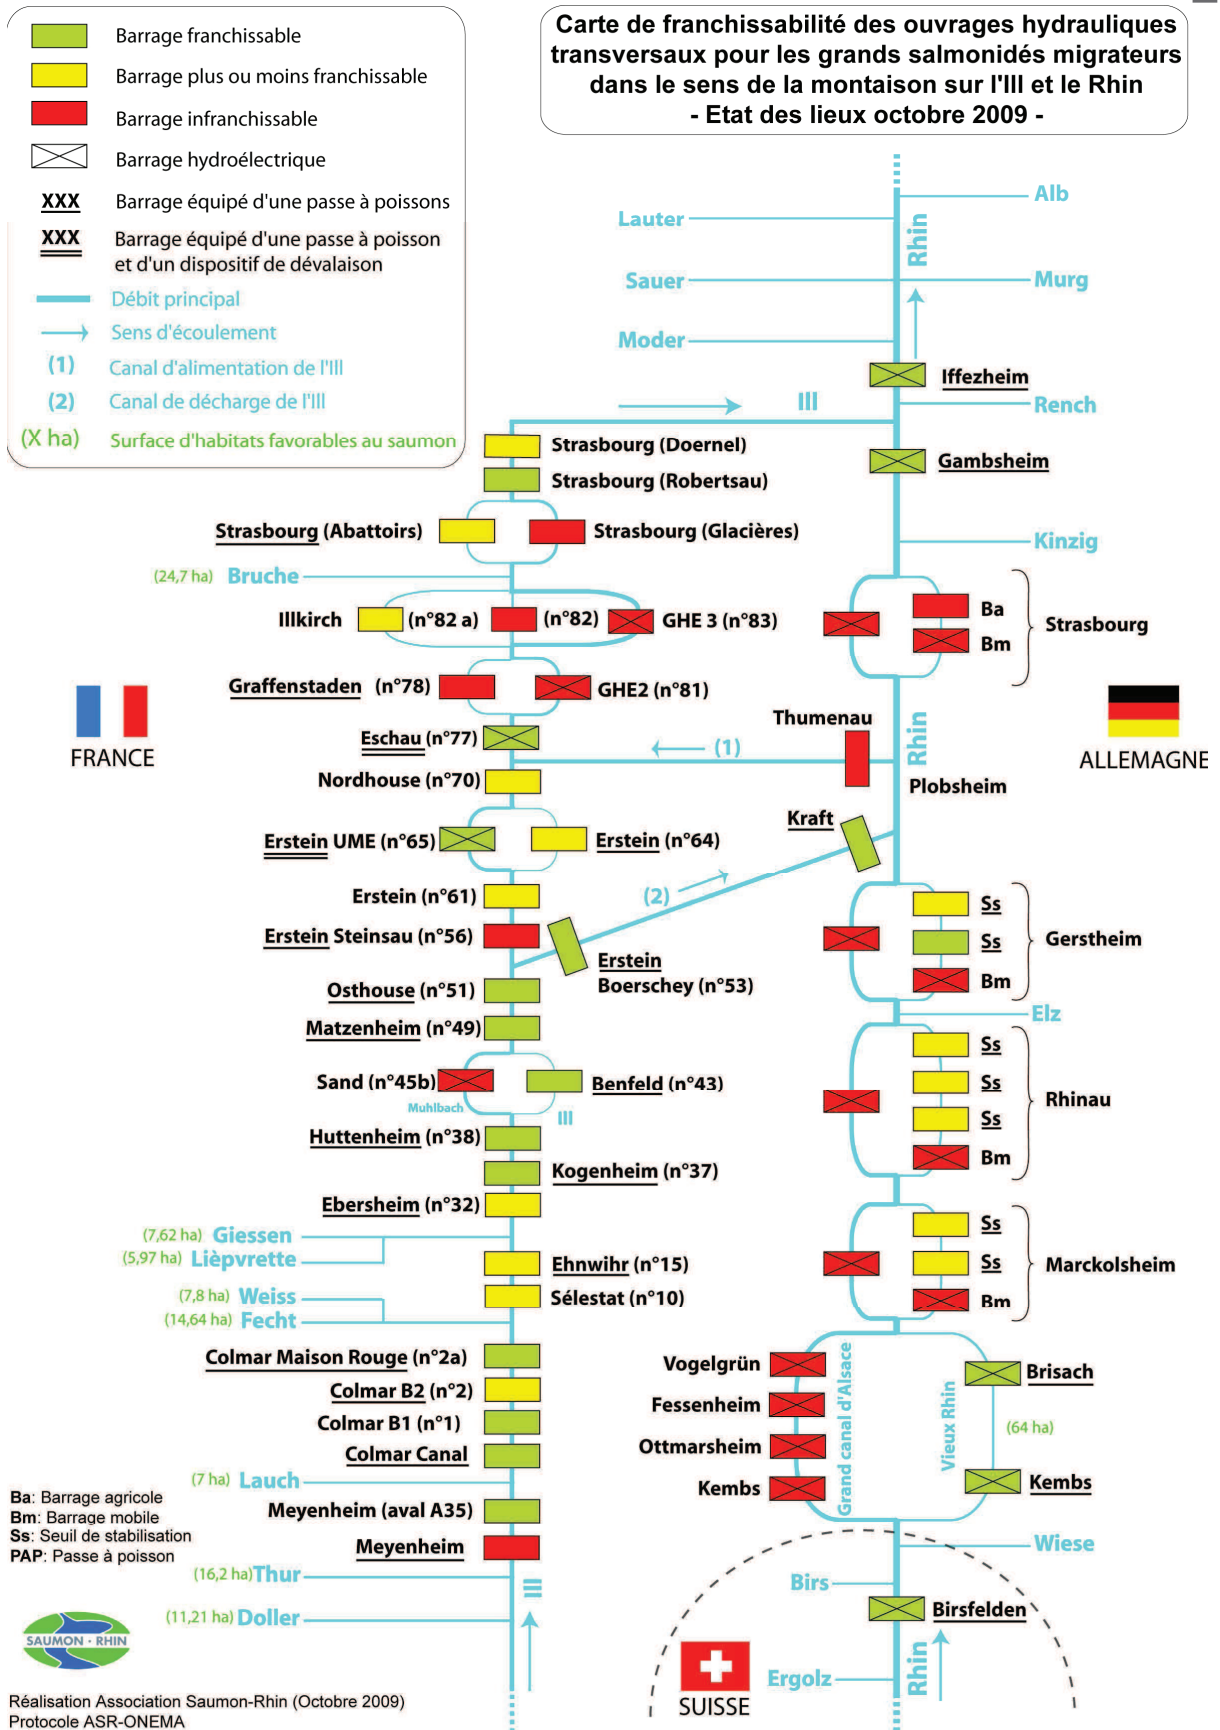 Barrage franchissable
Barrage plus ou moins franchissable
Barrage infranchissable
Barrage hydroélectrique
XXX Barrage équipé d'une passe à poissons
XXX Barrage équipé d'une passe à poisson
et d'un dispositif de dévalaison
Débit principal
Sens d'écoulement
(1) Canal d'alimentation de l'Ill
(2) Canal de décharge de l'Ill
(X ha) Surface d'habitats favorables au saumon
Carte de franchissabilité des ouvrages hydrauliques
transversaux pour les grands salmonidés migrateurs
dans le sens de la montaison sur l'Ill et le Rhin
- Etat des lieux octobre 2009 -
Alb
Lauter
Rhin
Sauer
Murg
Moder
Iffezheim
Ill
Rench
Strasbourg (Doernel)
Gambsheim
Strasbourg (Robertsau)
Strasbourg (Abattoirs)
Strasbourg (Glacières)
Kinzig
(24,7 ha) Bruche
Illkirch (n°82 a) (n°82) GHE 3 (n°83)
Ba
Bm
Strasbourg
Graffenstaden (n°78)
GHE2 (n°81)
FRANCE
ALLEMAGNE
Thumenau
Eschau (n°77)
(1)
Rhin
Nordhouse (n°70)
Plobsheim
Kraft
Erstein UME (n°65)
Erstein (n°64)
Erstein (n°61)
(2)
Ss
Ss
Bm
Gerstheim
Erstein Steinsau (n°56)
Erstein
Boerschey (n°53)
Osthouse (n°51)
Elz
Matzenheim (n°49)
Ss
Ss
Ss
Bm
Rhinau
Sand (n°45b)
Benfeld (n°43)
Muhlbach
Ill
Huttenheim (n°38)
Kogenheim (n°37)
Ebersheim (n°32)
(7,62 ha) Giessen
(5,97 ha) Lièpvrette
Ss
Ss
Bm
Marckolsheim
Ehnwihr (n°15)
(7,8 ha) Weiss
Sélestat (n°10)
(14,64 ha) Fecht
Colmar Maison Rouge (n°2a)
Colmar B2 (n°2)
Colmar B1 (n°1)
Colmar Canal
Vogelgrün
Fessenheim
Ottmarsheim
Kembs
Grand canal d'Alsace
Vieux Rhin
Brisach
(64 ha)
Kembs
(7 ha) Lauch
Meyenheim (aval A35)
Meyenheim
Ba: Barrage agricole
Bm: Barrage mobile
Ss: Seuil de stabilisation
PAP: Passe à poisson
(16,2 ha) Thur
Ill
(11,21 ha) Doller
Wiese
Birs
Birsfelden
Rhin
Ergolz
SUISSE
SAUMON - RHIN
Réalisation Association Saumon-Rhin (Octobre 2009)
Protocole ASR-ONEMA